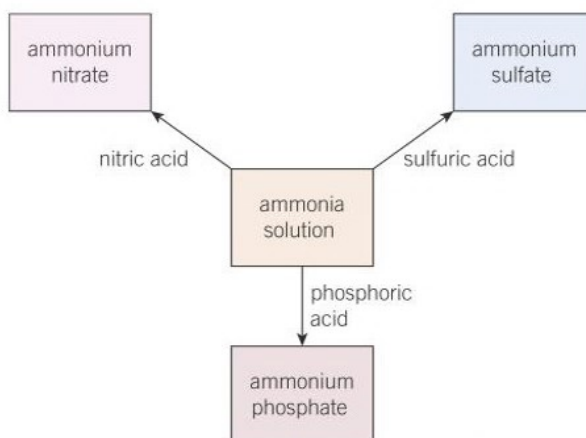 ammonium
nitrate
ammonium
sulfate
nitric acid
sulfuric acid
ammonia
solution
phosphoric
acid
ammonium
phosphate